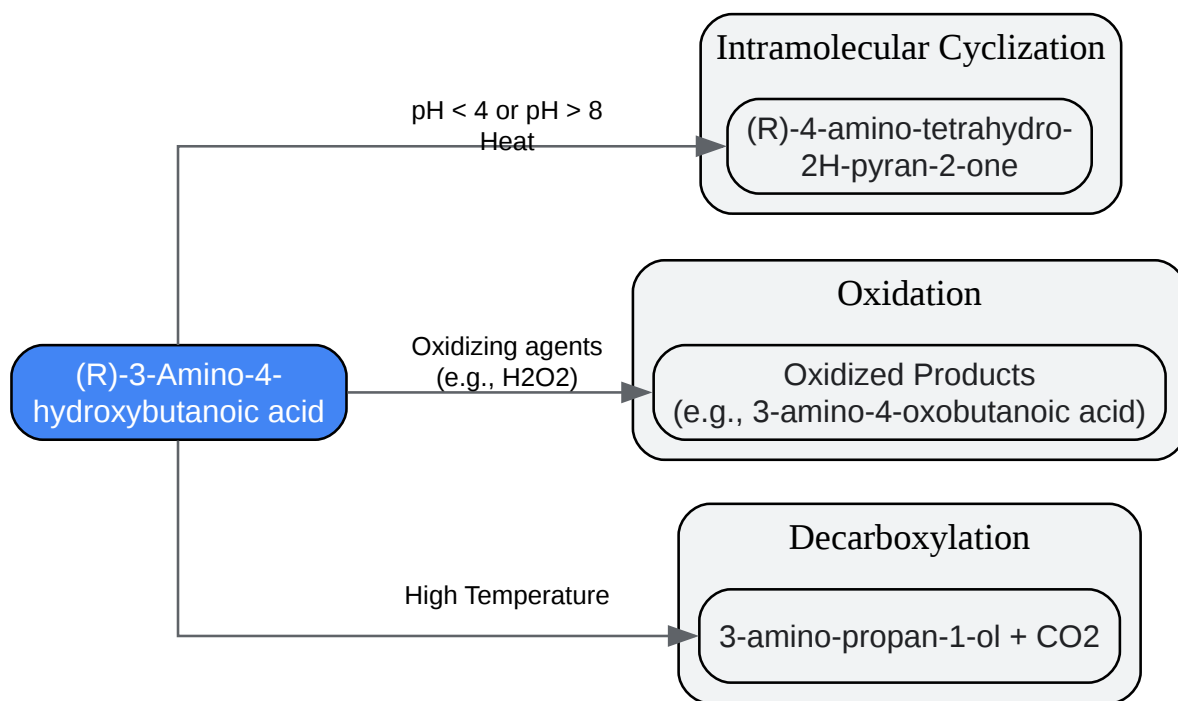 Intramolecular Cyclization
pH < 4 or pH > 8
Heat
(R)-4-amino-tetrahydro-
2H-pyran-2-one
Oxidation
(R)-3-Amino-4-
hydroxybutanoic acid
Oxidizing agents
(e.g., H2O2)
Oxidized Products
(e.g., 3-amino-4-oxobutanoic acid)
Decarboxylation
High Temperature
3-amino-propan-1-ol + CO2